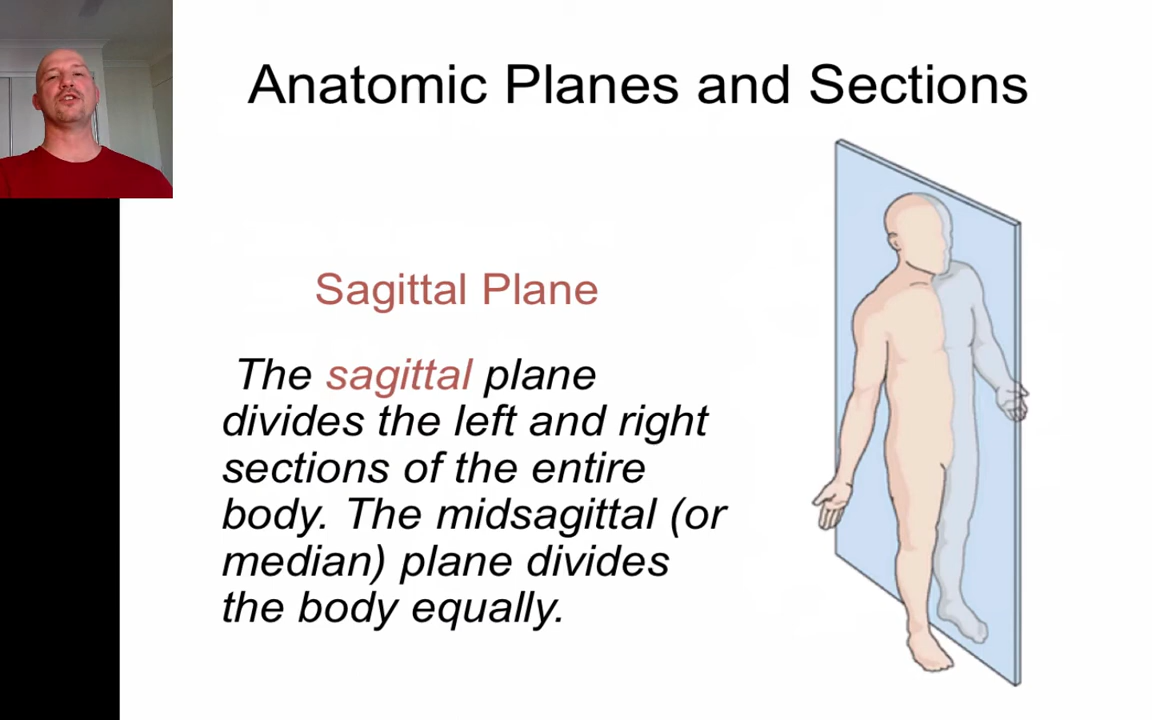 Anatomic Planes and Sections
Sagittal Plane
The sagittal plane
divides the left and right
sections of the entire
body. The midsagittal (or
median) plane divides
the body equally.